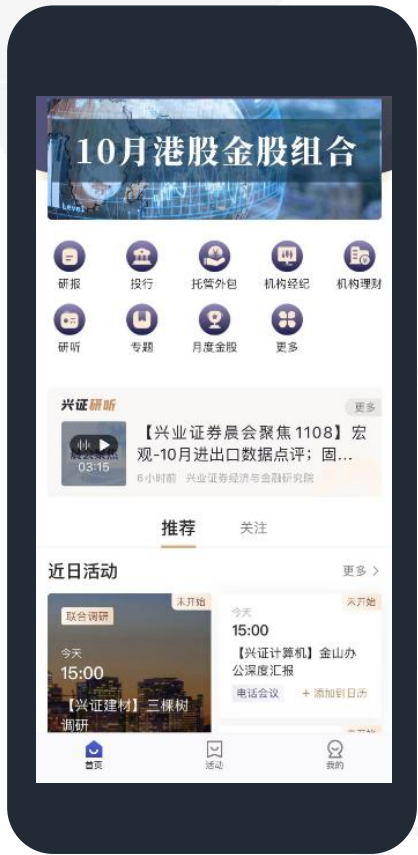 10月港股金股组合
研报 投行 托管外包 机构经纪 机构理财
研听 专题 月度金股 更多
兴证研听 更多
【兴业证券晨会聚焦1108】宏
观-10月进出口数据点评；固...
03:15
6小时前 兴业证券经济与金融研究院
推荐 关注
近日活动 更多 >
联合调研 未开始
今天
15:00
【兴证建材】三棵树
调研
未开始
今天
15:00
【兴证计算机】金山办
公深度汇报
电话会议 + 添加到日历
首页 活动 我的